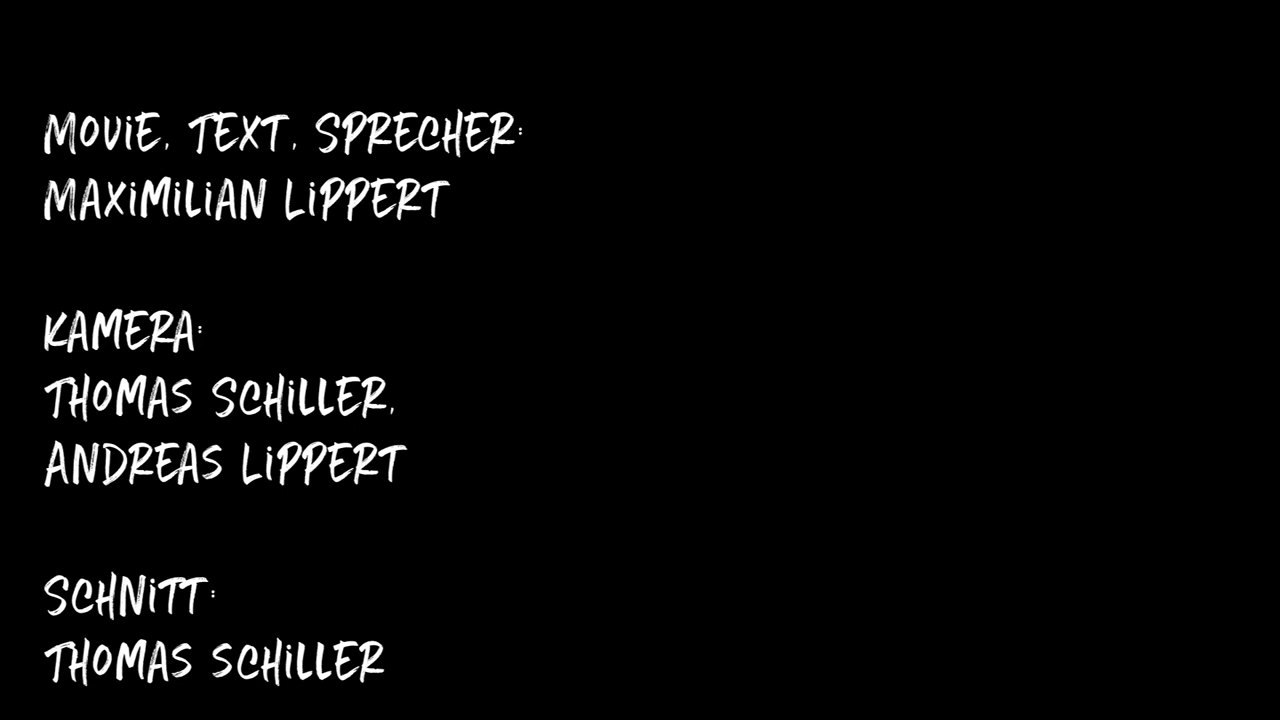 MOViE, TEXT, SPRECHER:
MAXiMiLiAN LiPPERT
KAMERA:
THOMAS SCHiLLER,
ANDREAS LiPPERT
SCHNiTT:
THOMAS SCHiLLER